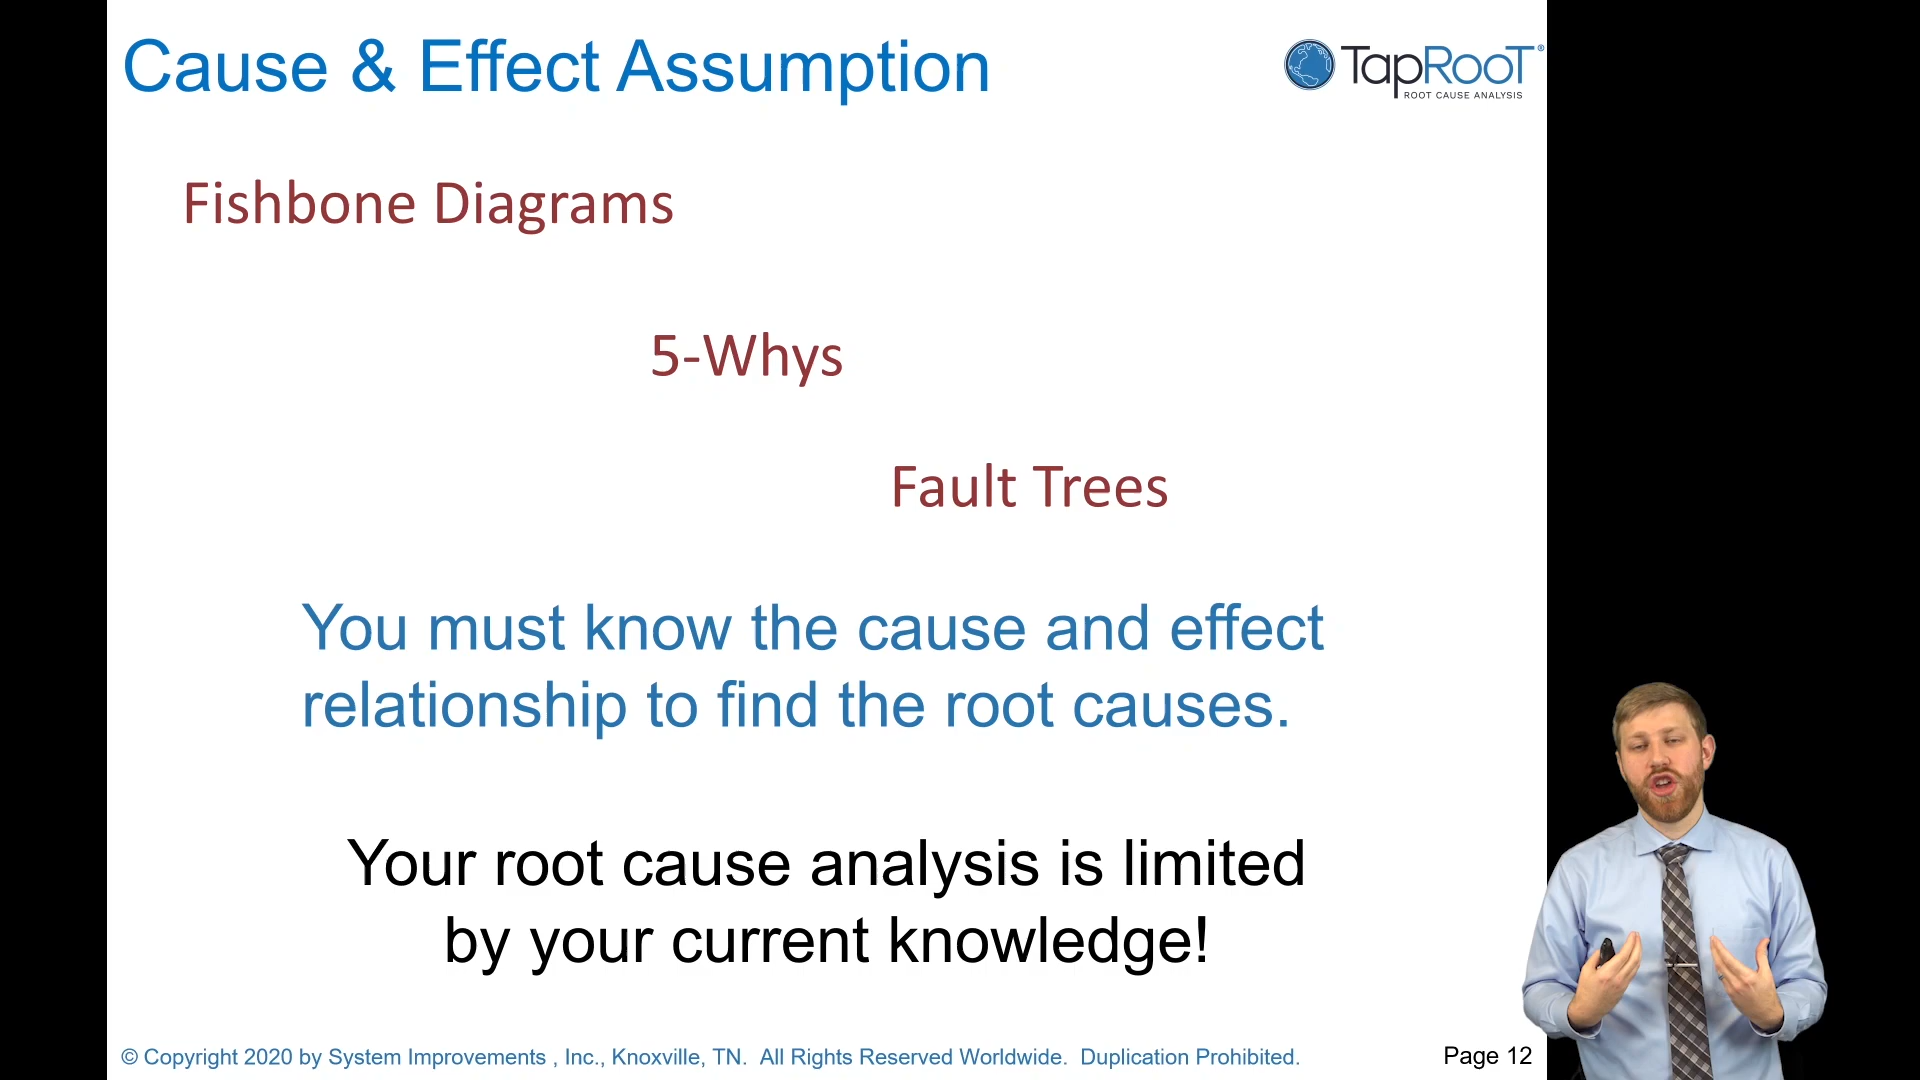 Cause & Effect Assumption
TapRooT®
ROOT CAUSE ANALYSIS
Fishbone Diagrams
5-Whys
Fault Trees
You must know the cause and effect
relationship to find the root causes.
Your root cause analysis is limited
by your current knowledge!
© Copyright 2020 by System Improvements , Inc., Knoxville, TN.  All Rights Reserved Worldwide.  Duplication Prohibited.
Page 12